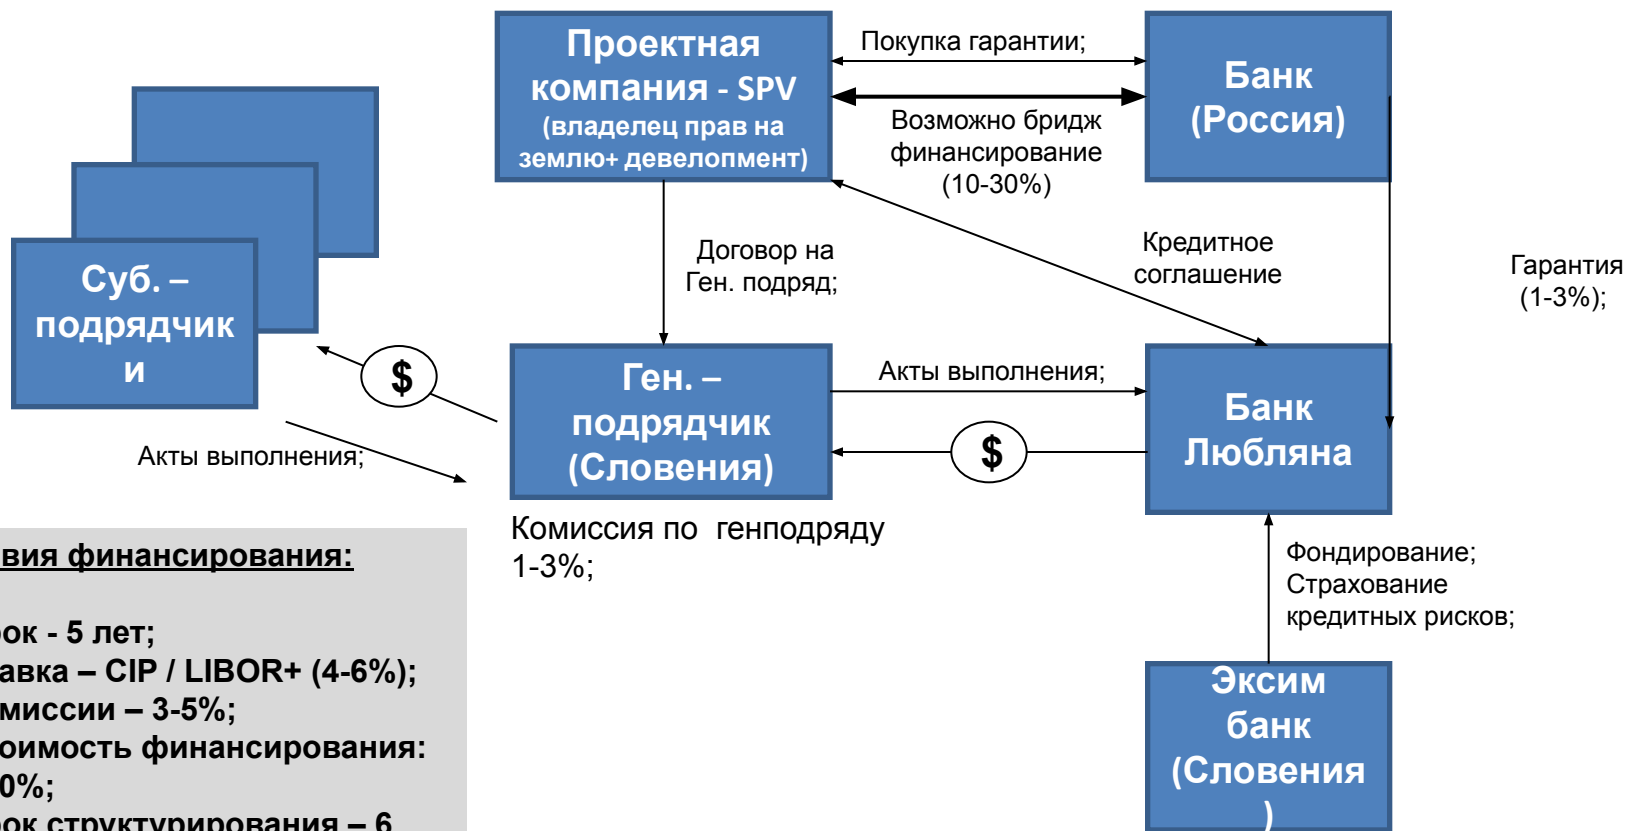 Проектная
компания - SPV
(владелец прав на
землю+ девелопмент)
Покупка гарантии;
Возможно бридж
финансирование
(10-30%)
Банк
(Россия)
Суб. –
подрядчик
и
Договор на
Ген. подряд;
Кредитное
соглашение
Гарантия
(1-3%);
$
Ген. –
подрядчик
(Словения)
Акты выполнения;
$
Банк
Любляна
Акты выполнения;
Комиссия по генподряду
1-3%;
Фондирование;
Страхование
кредитных рисков;
Эксим
банк
(Словения
)
вия финансирования:
ок - 5 лет;
авка – CIP / LIBOR+ (4-6%);
миссии – 3-5%;
оимость финансирования:
0%;
ок структурирования – 6